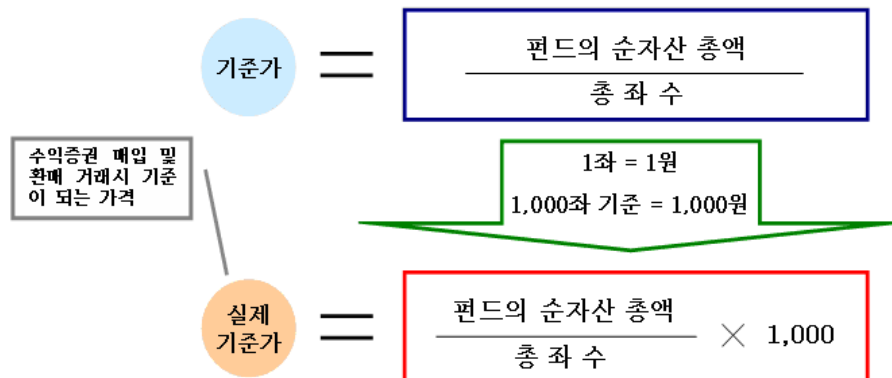 기준가
=
펀드의 순자산 총액
총 좌 수
수익증권 매입 및
환매 거래시 기준
이 되는 가격
1좌 = 1원
1,000좌 기준 = 1,000원
실제
기준가
=
펀드의 순자산 총액
총 좌 수
× 1,000